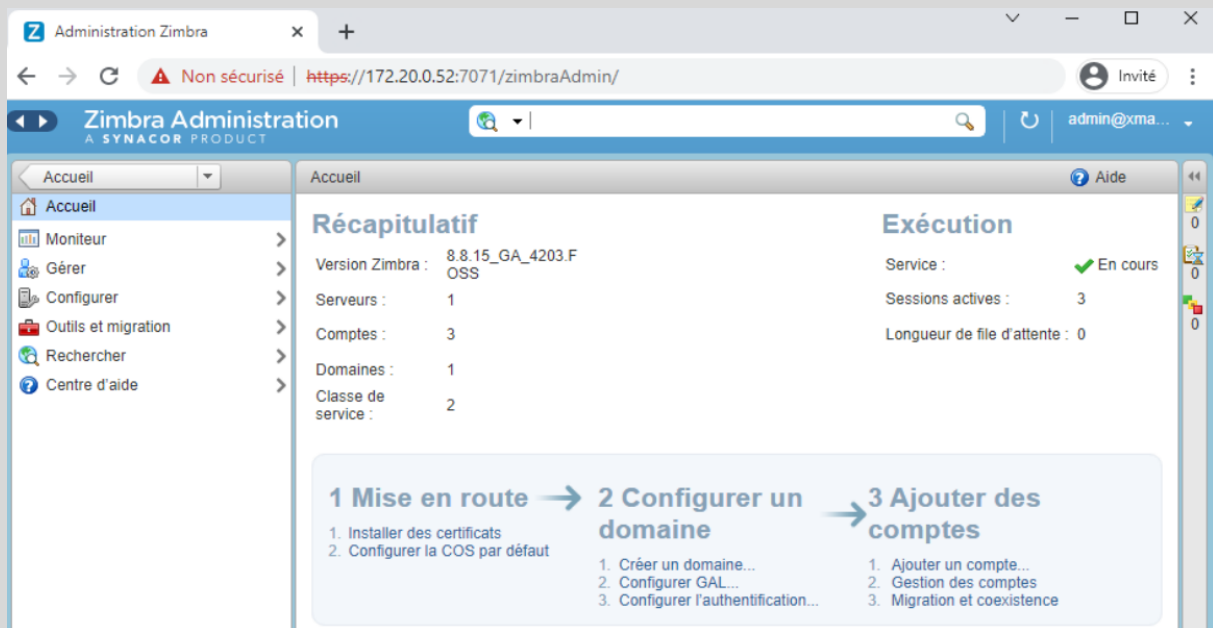 Administration Zimbra
Non sécurisé https://172.20.0.52:7071/zimbraAdmin/
Invité
Zimbra Administration
A SYNACOR PRODUCT
admin@xma...
Accueil
Accueil
Aide
Accueil
Moniteur
Gérer
Configurer
Outils et migration
Rechercher
Centre d'aide
Récapitulatif
Version Zimbra : 8.8.15_GA_4203.F
OSS
Serveurs : 1
Comptes : 3
Domaines : 1
Classe de
service : 2
Exécution
Service : En cours
Sessions actives : 3
Longueur de file d'attente : 0
0
0
0
1 Mise en route
1. Installer des certificats
2. Configurer la COS par défaut
2 Configurer un
domaine
1. Créer un domaine...
2. Configurer GAL...
3. Configurer l'authentification...
3 Ajouter des
comptes
1. Ajouter un compte...
2. Gestion des comptes
3. Migration et coexistence